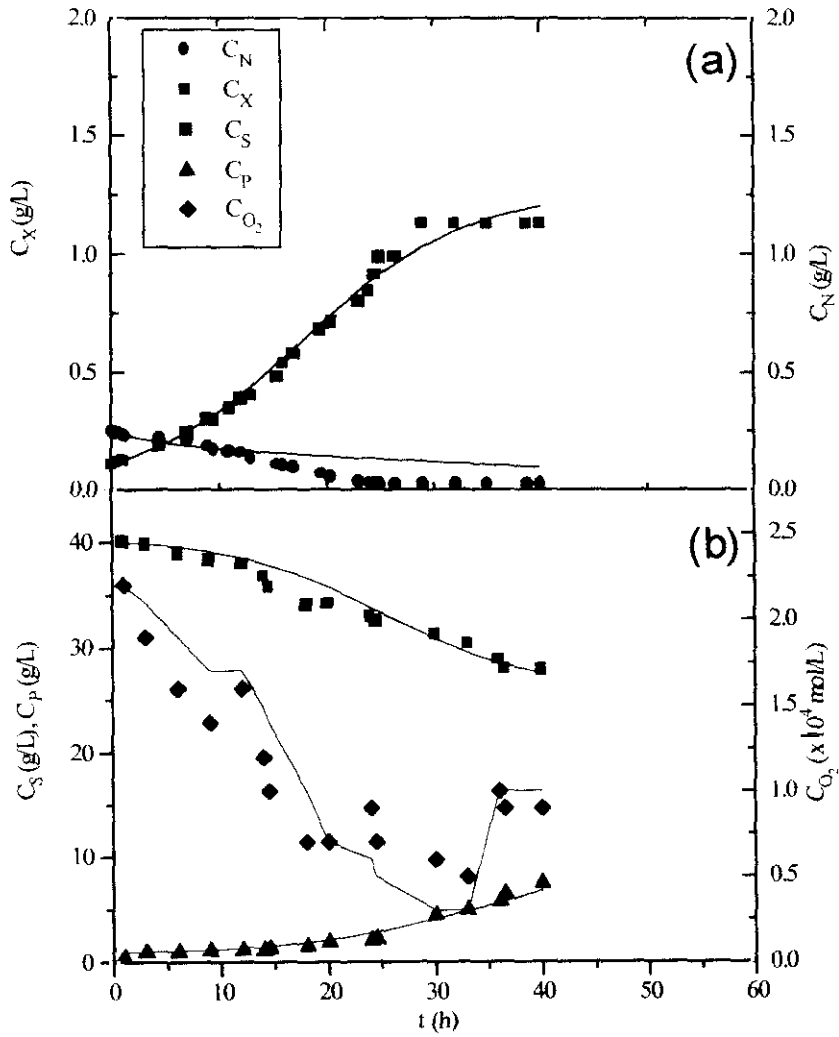 2.0
2.0
C_N
C_X
C_S
C_P
C_O2
(a)
1.5
1.5
C_X (g/L)
1.0
1.0
C_N (g/L)
0.5
0.5
0.0
0.0
(b)
40
2.5
30
2.0
C_S (g/L), C_P (g/L)
20
1.5
C_O2 (x 10^4 mol/L)
1.0
10
0.5
0
0.0
0 10 20 30 40 50 60
t (h)